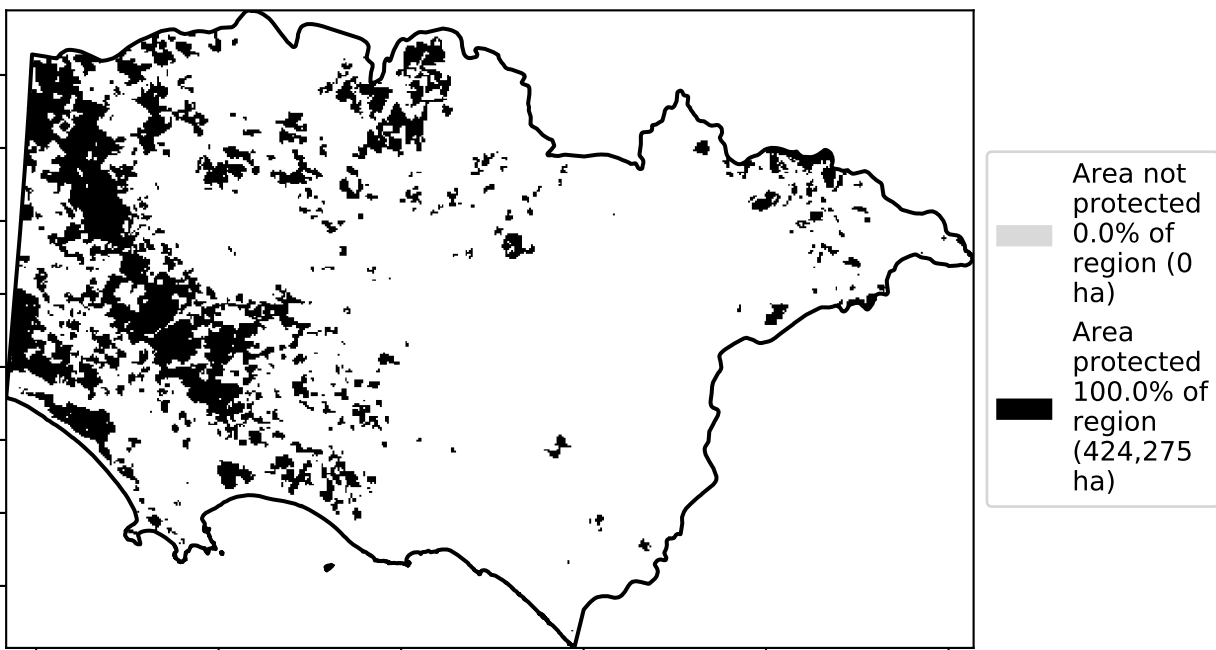 Area not
protected
0.0% of
region (0
ha)
Area
protected
100.0% of
region
(424,275
ha)